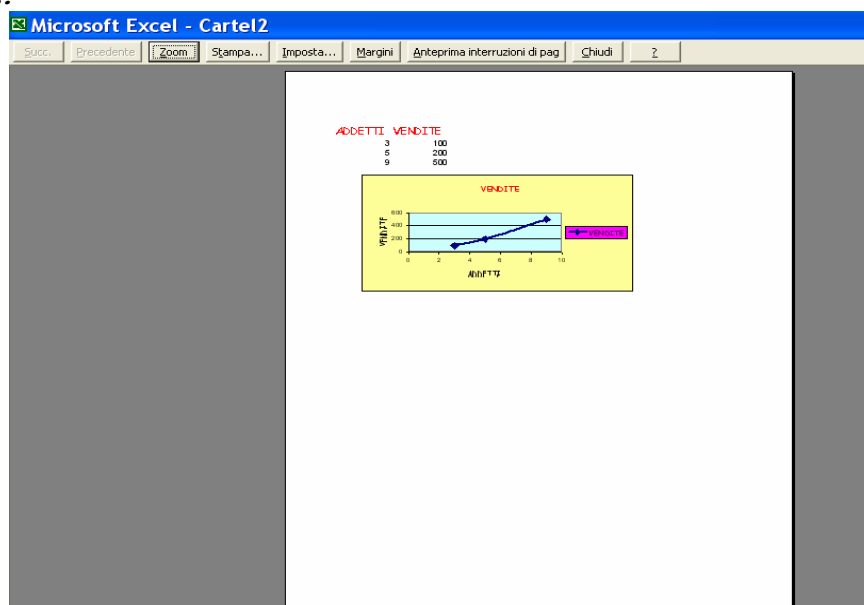 Microsoft Excel - Cartel2
Succ. Precedente Zoom Stampa... Imposta... Margini Anteprima interruzioni di pag Chiudi ?
ADDETTI VENDITE
3 100
5 200
9 500
VENDITE
VENDITE
600
400
200
0
0 2 4 6 8 10
ADDETTI
VENDITE